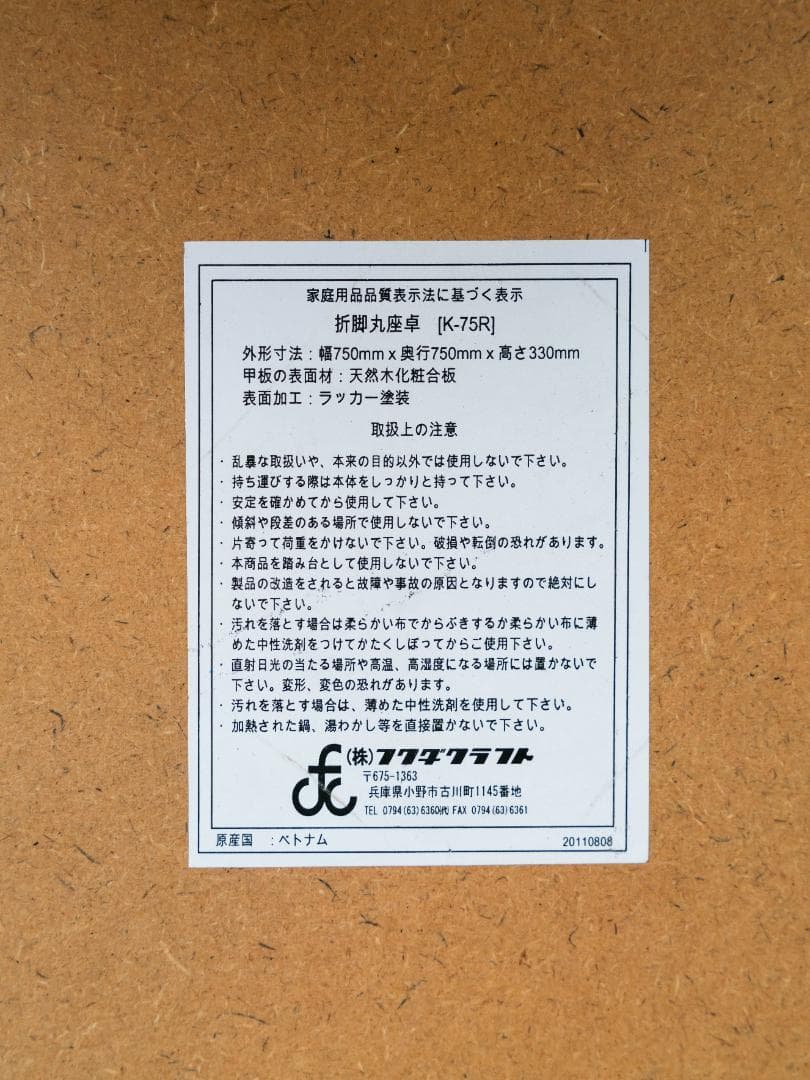 家庭用品品質表示法に基づく表示
折脚丸座卓 [K-75R]
外形寸法：幅750mm x 奥行750mm x 高さ330mm
甲板の表面材：天然木化粧合板
表面加工：ラッカー塗装
取扱上の注意
・乱暴な取扱いや、本来の目的以外では使用しないで下さい。
・持ち運びする際は本体をしっかりと持って下さい。
・安定を確かめてから使用して下さい。
・傾斜や段差のある場所で使用しないで下さい。
・片寄って荷重をかけないで下さい。破損や転倒の恐れがあります。
・本商品を踏み台として使用しないで下さい。
・製品の改造をされると故障や事故の原因となりますので絶対にし
ないで下さい。
・汚れを落とす場合は柔らかい布でからぶきするか柔らかい布に薄
めた中性洗剤をつけてかたくしぼってからご使用下さい。
・直射日光の当たる場所や高温、高湿度になる場所には置かないで
下さい。変形、変色の恐れがあります。
・汚れを落とす場合は、薄めた中性洗剤を使用して下さい。
・加熱された鍋、湯わかし等を直接置かないで下さい。
(株)フクダクラフト
〒675-1363
兵庫県小野市古川町1145番地
TEL 0794(63)6360(代) FAX 0794(63)6361
原産国 ：ベトナム 20110808